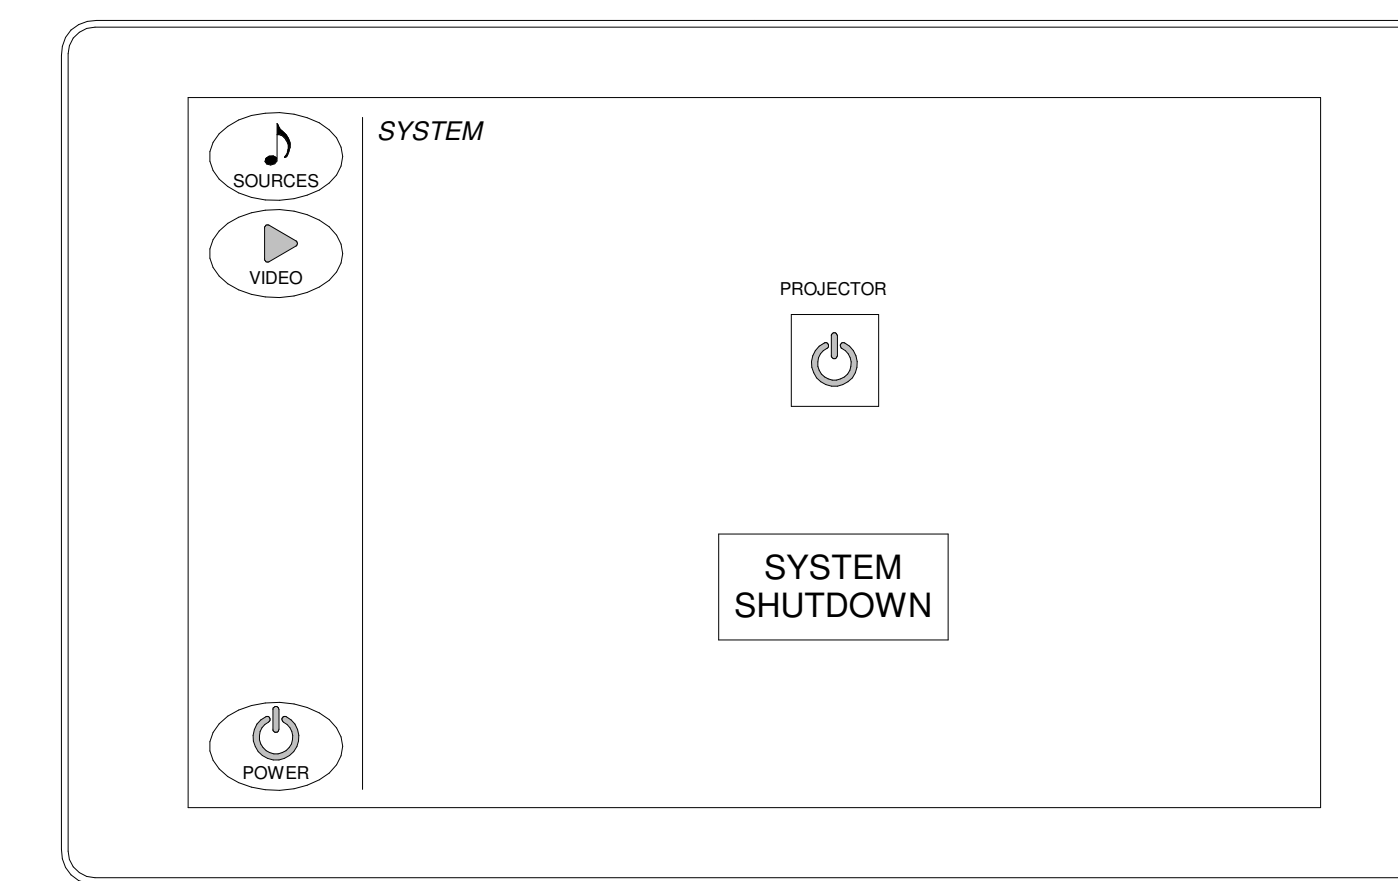 SYSTEM
SOURCES
VIDEO
PROJECTOR
SYSTEM
SHUTDOWN
POWER